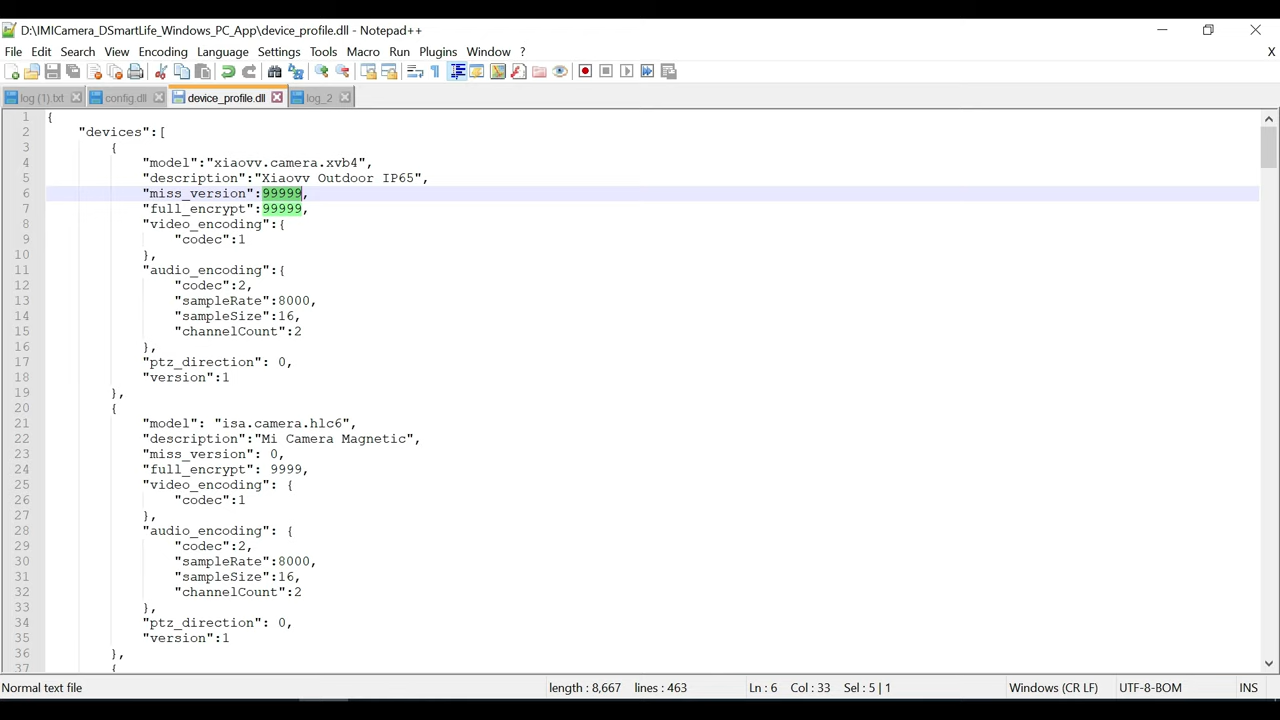 D:\IMICamera_DSmartLife_Windows_PC_App\device_profile.dll - Notepad++
File Edit Search View Encoding Language Settings Tools Macro Run Plugins Window ? X
log (1).txt config.dll device_profile.dll log_2
1 {
2 "devices":[
3 {
4 "model":"xiaovv.camera.xvb4",
5 "description":"Xiaovv Outdoor IP65",
6 "miss_version":99999,
7 "full_encrypt":99999,
8 "video_encoding":{
9 "codec":1
10 },
11 "audio_encoding":{
12 "codec":2,
13 "sampleRate":8000,
14 "sampleSize":16,
15 "channelCount":2
16 },
17 "ptz_direction": 0,
18 "version":1
19 },
20 {
21 "model": "isa.camera.hlc6",
22 "description":"Mi Camera Magnetic",
23 "miss_version": 0,
24 "full_encrypt": 9999,
25 "video_encoding": {
26 "codec":1
27 },
28 "audio_encoding": {
29 "codec":2,
30 "sampleRate":8000,
31 "sampleSize":16,
32 "channelCount":2
33 },
34 "ptz_direction": 0,
35 "version":1
36 },
37 {
Normal text file length : 8,667 lines : 463 Ln : 6 Col : 33 Sel : 5 | 1 Windows (CR LF) UTF-8-BOM INS